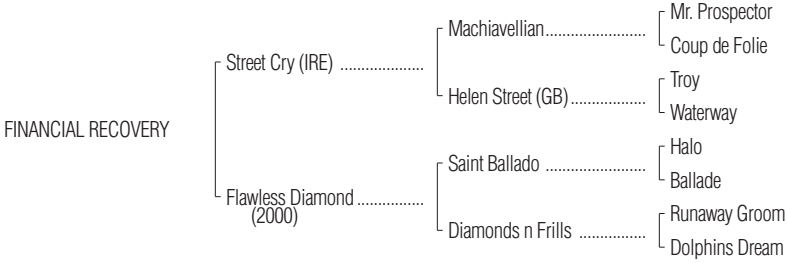 Mr. Prospector
Machiavellian
Coup de Folie
Street Cry (IRE)
Troy
Helen Street (GB)
Waterway
FINANCIAL RECOVERY
Halo
Saint Ballado
Ballade
Flawless Diamond
(2000)
Runaway Groom
Diamonds n Frills
Dolphins Dream